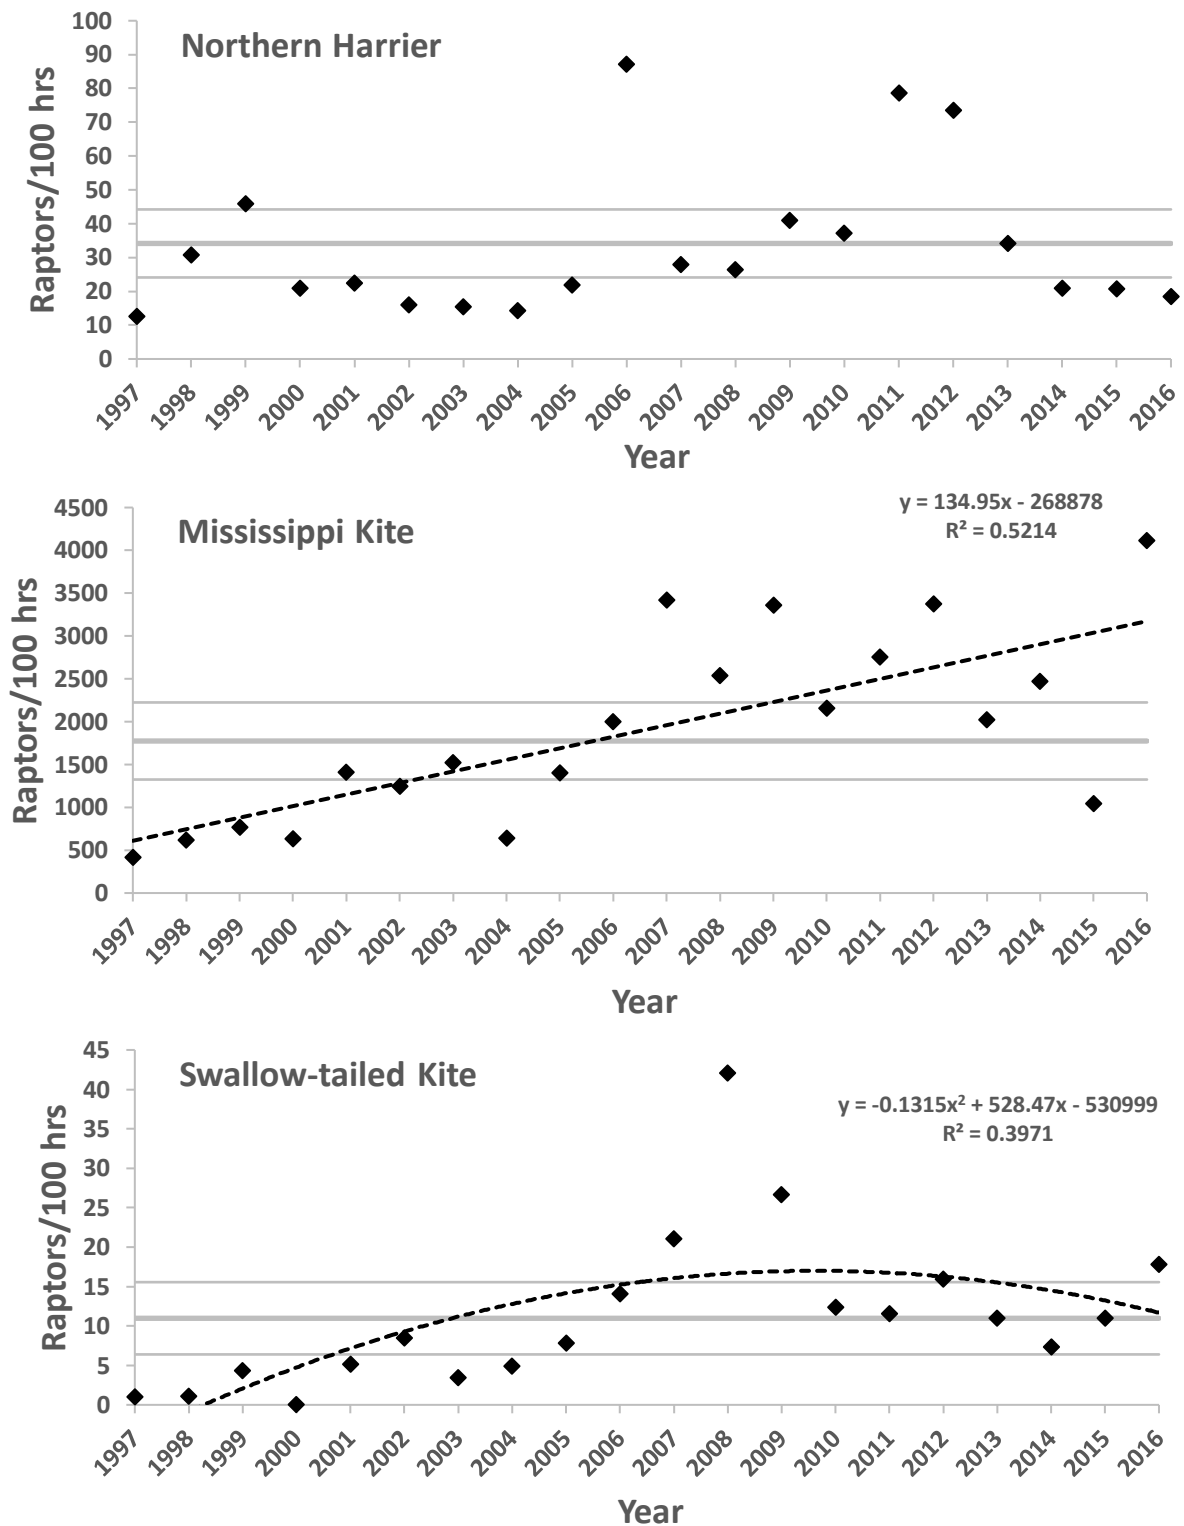 Northern Harrier
Raptors/100 hrs
100
90
80
70
60
50
40
30
20
10
0
1997 1998 1999 2000 2001 2002 2003 2004 2005 2006 2007 2008 2009 2010 2011 2012 2013 2014 2015 2016
Year
Mississippi Kite
y = 134.95x - 268878
R² = 0.5214
Raptors/100 hrs
4500
4000
3500
3000
2500
2000
1500
1000
500
0
1997 1998 1999 2000 2001 2002 2003 2004 2005 2006 2007 2008 2009 2010 2011 2012 2013 2014 2015 2016
Year
Swallow-tailed Kite
y = -0.1315x² + 528.47x - 530999
R² = 0.3971
Raptors/100 hrs
45
40
35
30
25
20
15
10
5
0
1997 1998 1999 2000 2001 2002 2003 2004 2005 2006 2007 2008 2009 2010 2011 2012 2013 2014 2015 2016
Year